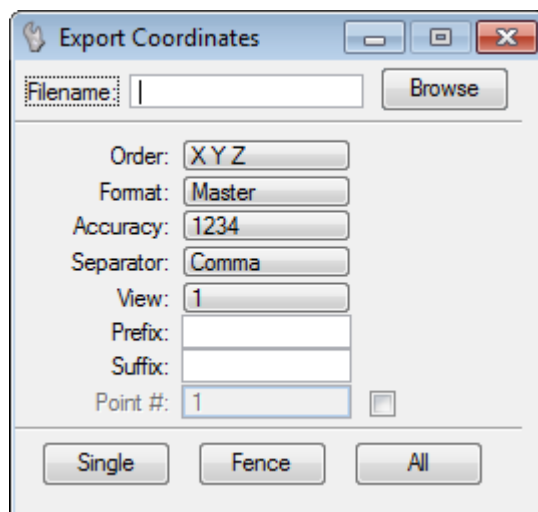 Export Coordinates
Filename: Browse
Order: X Y Z
Format: Master
Accuracy: 1234
Separator: Comma
View: 1
Prefix:
Suffix:
Point #: 1
Single Fence All